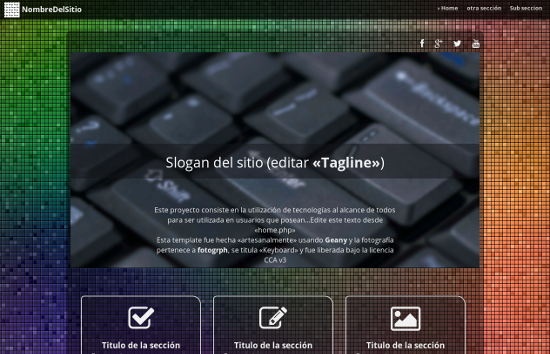 NombreDelSitio
» Home otra sección Sub seccion
Slogan del sitio (editar «Tagline»)
Este proyecto consiste en la utilización de tecnologías al alcance de todos
para ser utilizada en usuarios que posean...Edite este texto desde
«home.php»
Esta template fue hecha «artesanalmente» usando Geany y la fotografía
pertenece a fotogrph, se titula «Keyboard» y fue liberada bajo la licencia
CCA v3
Backspace
Shift
Titulo de la sección
Titulo de la sección
Titulo de la sección